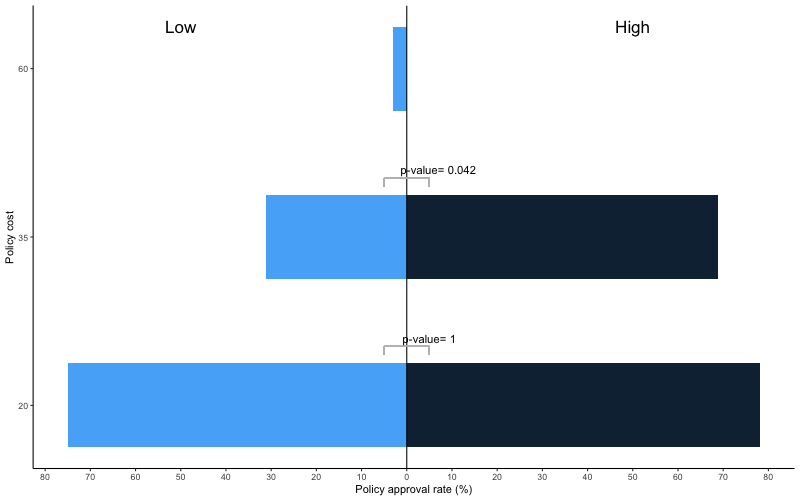 Low High
60
p-value= 0.042
35
p-value= 1
20
Policy cost
80 70 60 50 40 30 20 10 0 10 20 30 40 50 60 70 80
Policy approval rate (%)